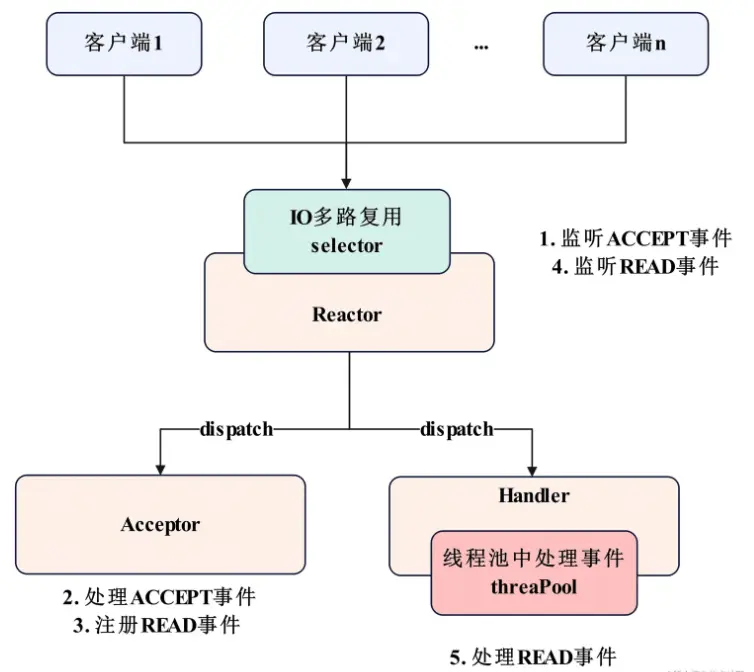 客户端1
客户端2
...
客户端n
IO多路复用
selector
1.监听ACCEPT事件
4.监听READ事件
Reactor
dispatch
dispatch
Acceptor
Handler
线程池中处理事件
threaPool
2.处理ACCEPT事件
3.注册READ事件
5.处理READ事件